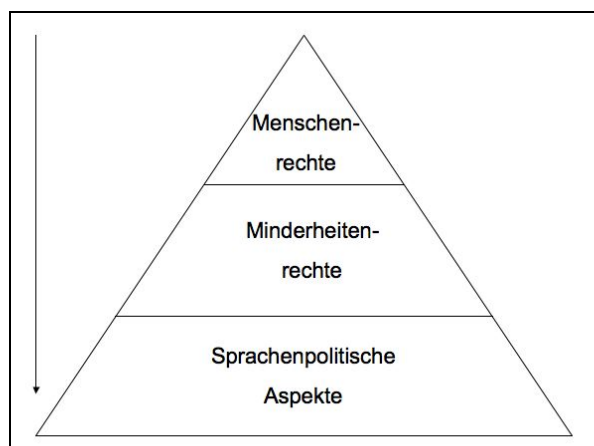 Menschen-
rechte
Minderheiten-
rechte
Sprachenpolitische
Aspekte